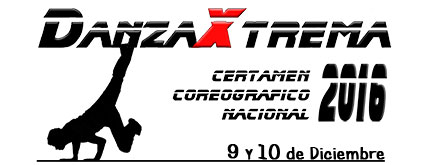 DANZAXTREMA
CERTAMEN
COREOGRAFICO
NACIONAL
2016
9 Y 10 de Diciembre